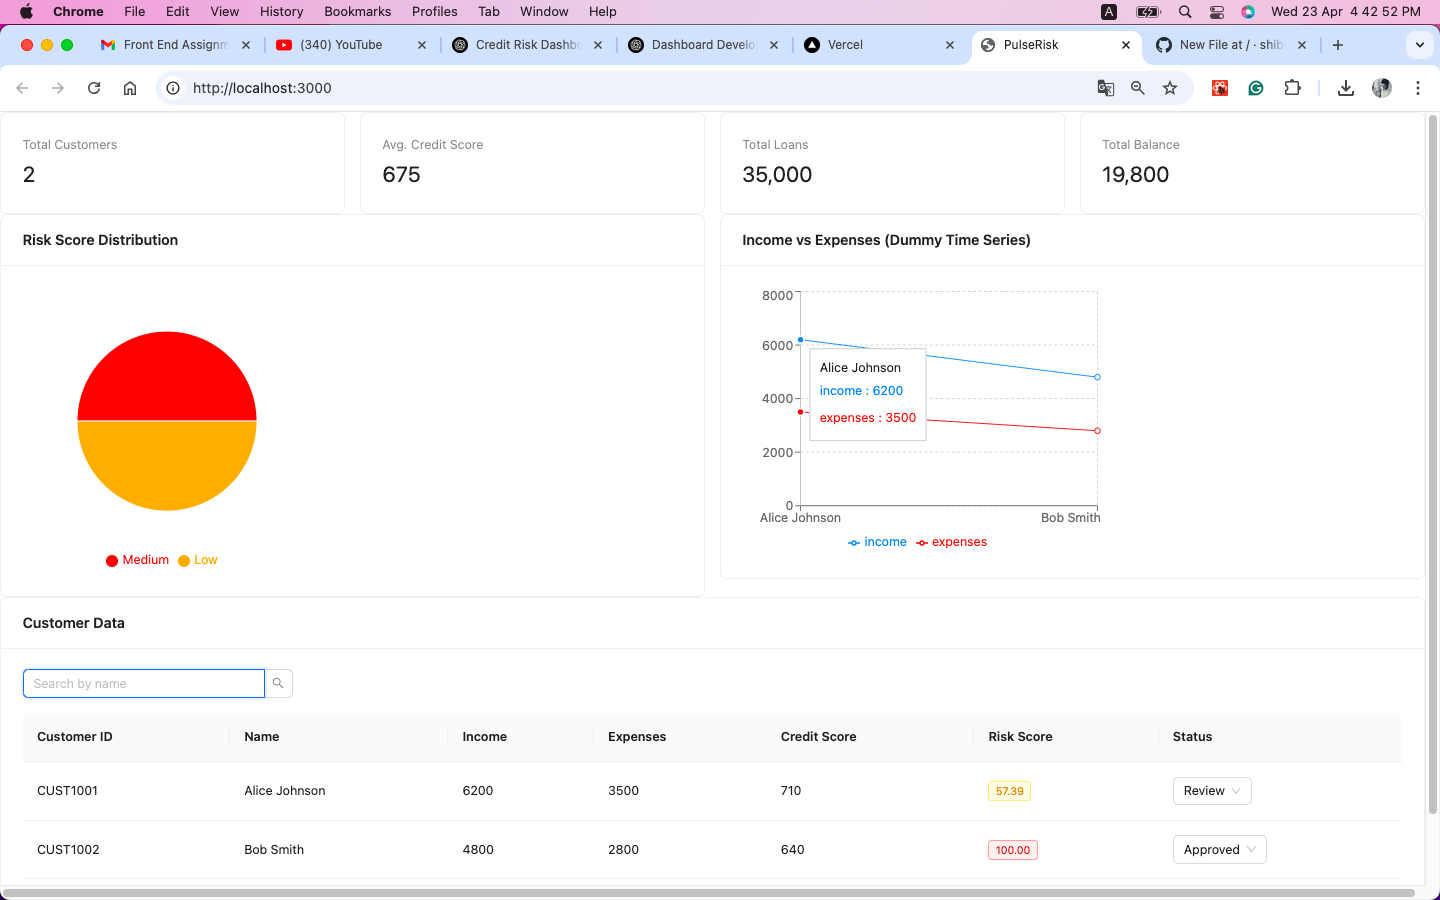 Chrome File Edit View History Bookmarks Profiles Tab Window Help A Wed 23 Apr 4 42 52 PM
Front End Assignm (340) YouTube Credit Risk Dashbo Dashboard Develo Vercel PulseRisk New File at / · shib
http://localhost:3000
Total Customers Avg. Credit Score Total Loans Total Balance
2 675 35,000 19,800
Risk Score Distribution Income vs Expenses (Dummy Time Series)
8000
6000
Alice Johnson
income : 6200
4000
expenses : 3500
2000
0
Alice Johnson Bob Smith
income expenses
Medium Low
Customer Data
Search by name
Customer ID Name Income Expenses Credit Score Risk Score Status
CUST1001 Alice Johnson 6200 3500 710 57.39 Review
CUST1002 Bob Smith 4800 2800 640 100.00 Approved